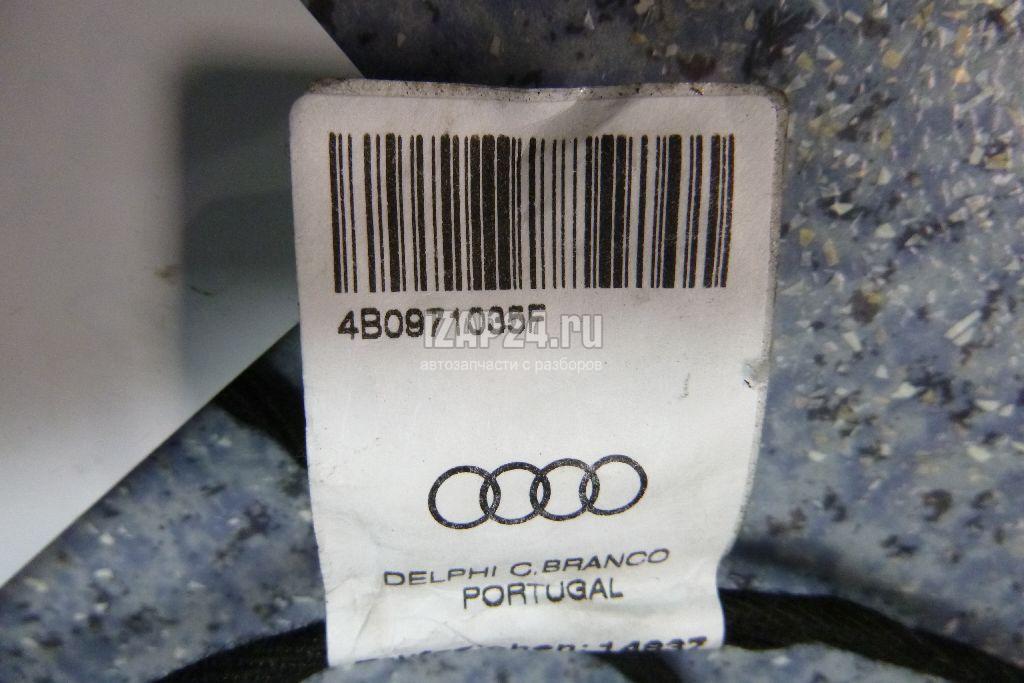 4B0971035F
IZAP24.ru
автозапчасти с разборов
DELPHI C.BRANCO
PORTUGAL